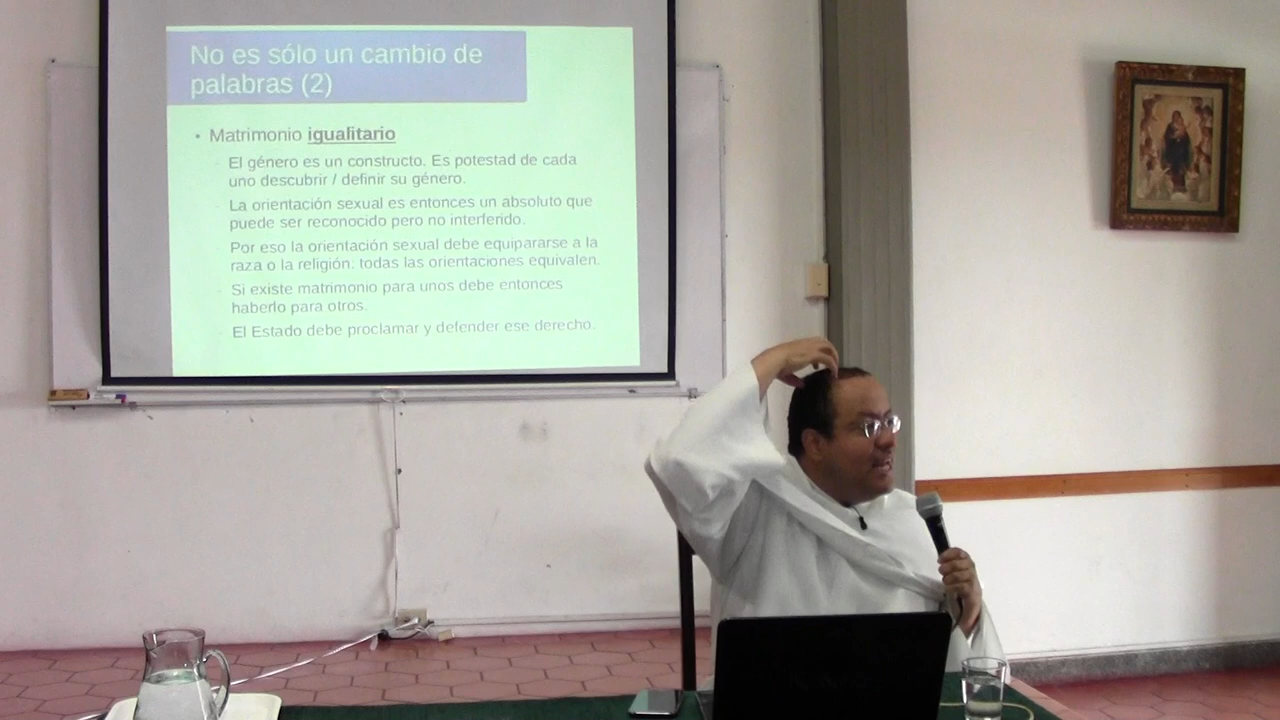 No es sólo un cambio de
palabras (2)
• Matrimonio igualitario
El género es un constructo. Es potestad de cada
uno descubrir / definir su género.
La orientación sexual es entonces un absoluto que
puede ser reconocido pero no interferido.
Por eso la orientación sexual debe equipararse a la
raza o la religión: todas las orientaciones equivalen.
Si existe matrimonio para unos debe entonces
haberlo para otros.
El Estado debe proclamar y defender ese derecho.